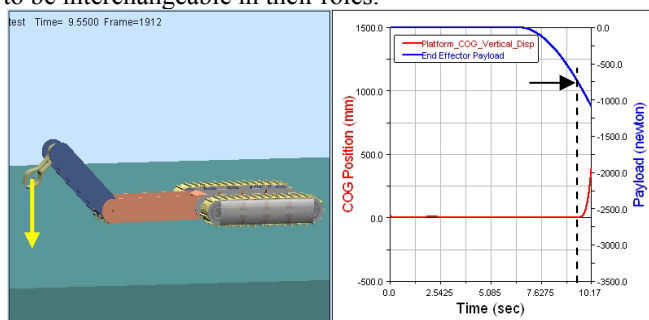 to be interchangeable in their roles.
test Time= 9.5500 Frame=1912
1500.0
1000.0
500.0
0.0
-500.0
COG Position (mm)
Platform_COG_Vertical_Disp
End Effector Payload
0.0
-500.0
-1000.0
-1500.0
-2000.0
-2500.0
-3000.0
-3500.0
Payload (newton)
0.0 2.5425 5.085 7.6275 10.17
Time (sec)